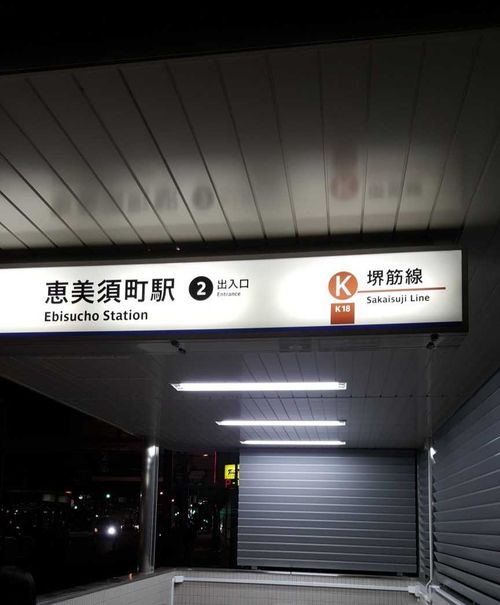 恵美須町駅
Ebisucho Station
2
出入口
Entrance
K
K18
堺筋線
Sakaisuji Line